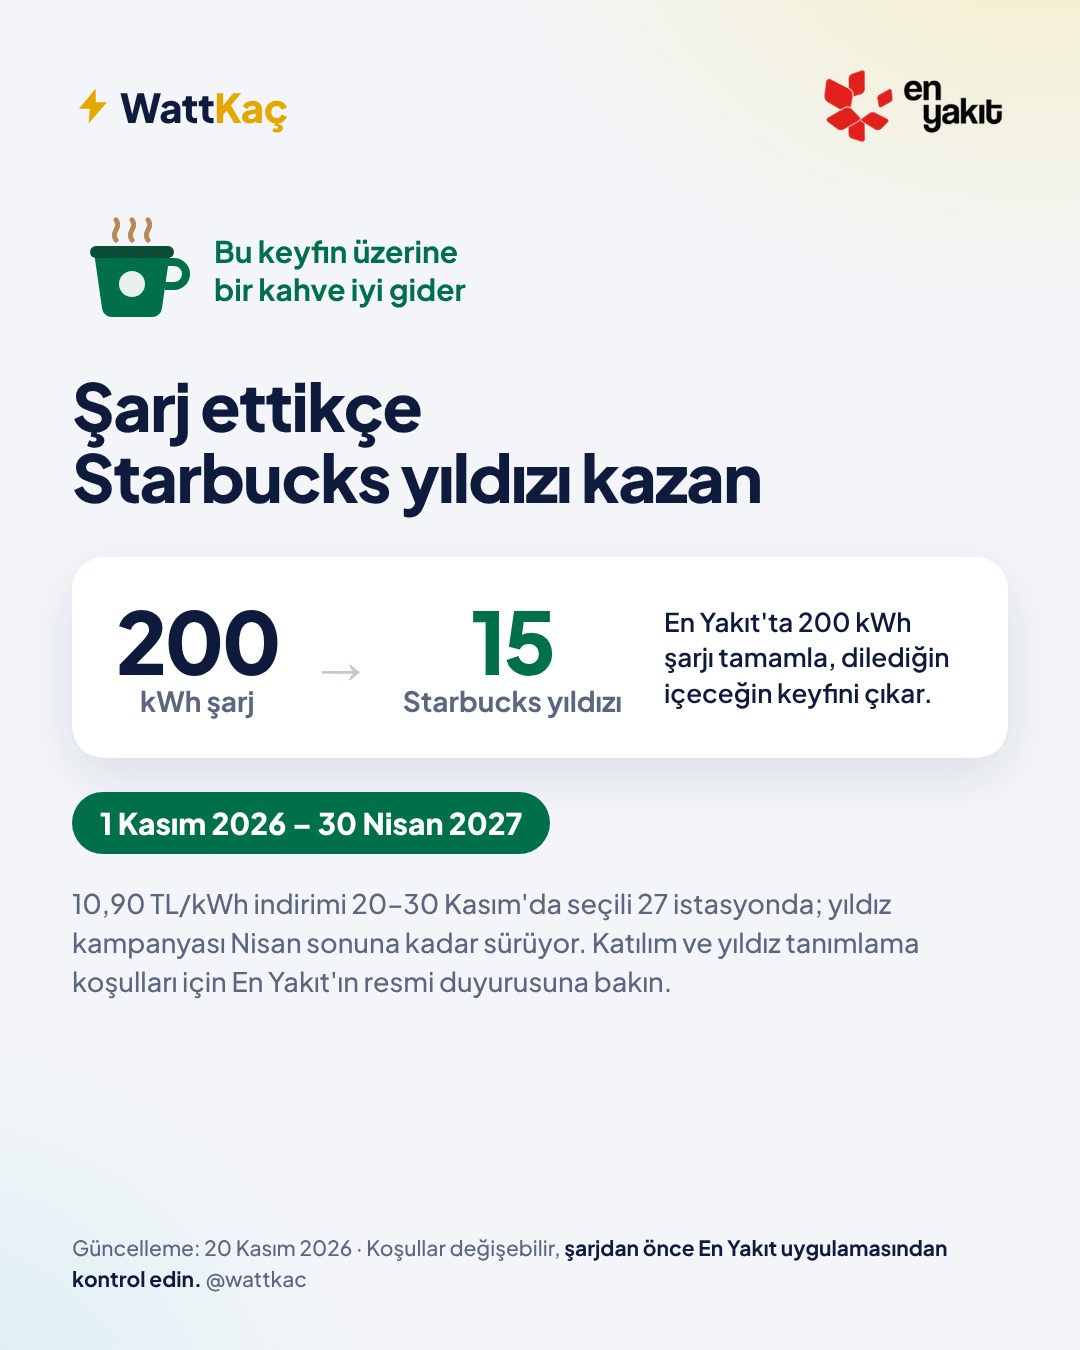 WattKaç
en
yakıt
Bu keyfin üzerine
bir kahve iyi gider
Şarj ettikçe
Starbucks yıldızı kazan
200
kWh şarj
→
15
Starbucks yıldızı
En Yakıt'ta 200 kWh
şarjı tamamla, dilediğin
içeceğin keyfini çıkar.
1 Kasım 2026 – 30 Nisan 2027
10,90 TL/kWh indirimi 20–30 Kasım'da seçili 27 istasyonda; yıldız
kampanyası Nisan sonuna kadar sürüyor. Katılım ve yıldız tanımlama
koşulları için En Yakıt'ın resmi duyurusuna bakın.
Güncelleme: 20 Kasım 2026 · Koşullar değişebilir, şarjdan önce En Yakıt uygulamasından
kontrol edin. @wattkac